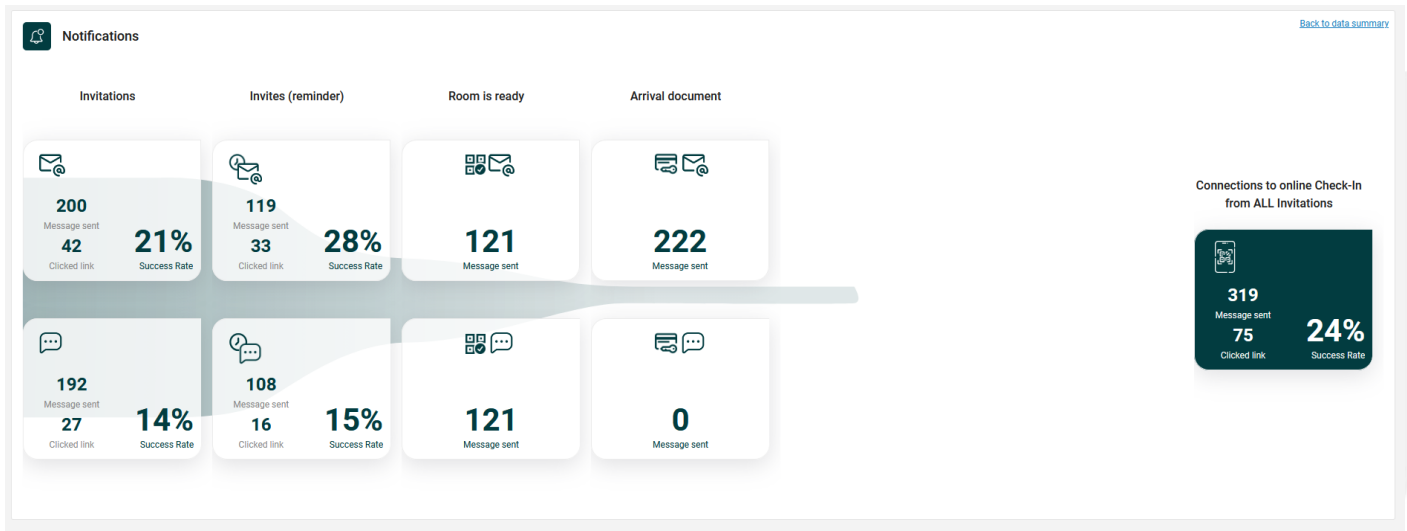 Back to data summary
Notifications
Invitations
Invites (reminder)
Room is ready
Arrival document
200
Message sent
42
Clicked link
21%
Success Rate
119
Message sent
33
Clicked link
28%
Success Rate
121
Message sent
222
Message sent
192
Message sent
27
Clicked link
14%
Success Rate
108
Message sent
16
Clicked link
15%
Success Rate
121
Message sent
0
Message sent
Connections to online Check-In
from ALL Invitations
319
Message sent
75
Clicked link
24%
Success Rate